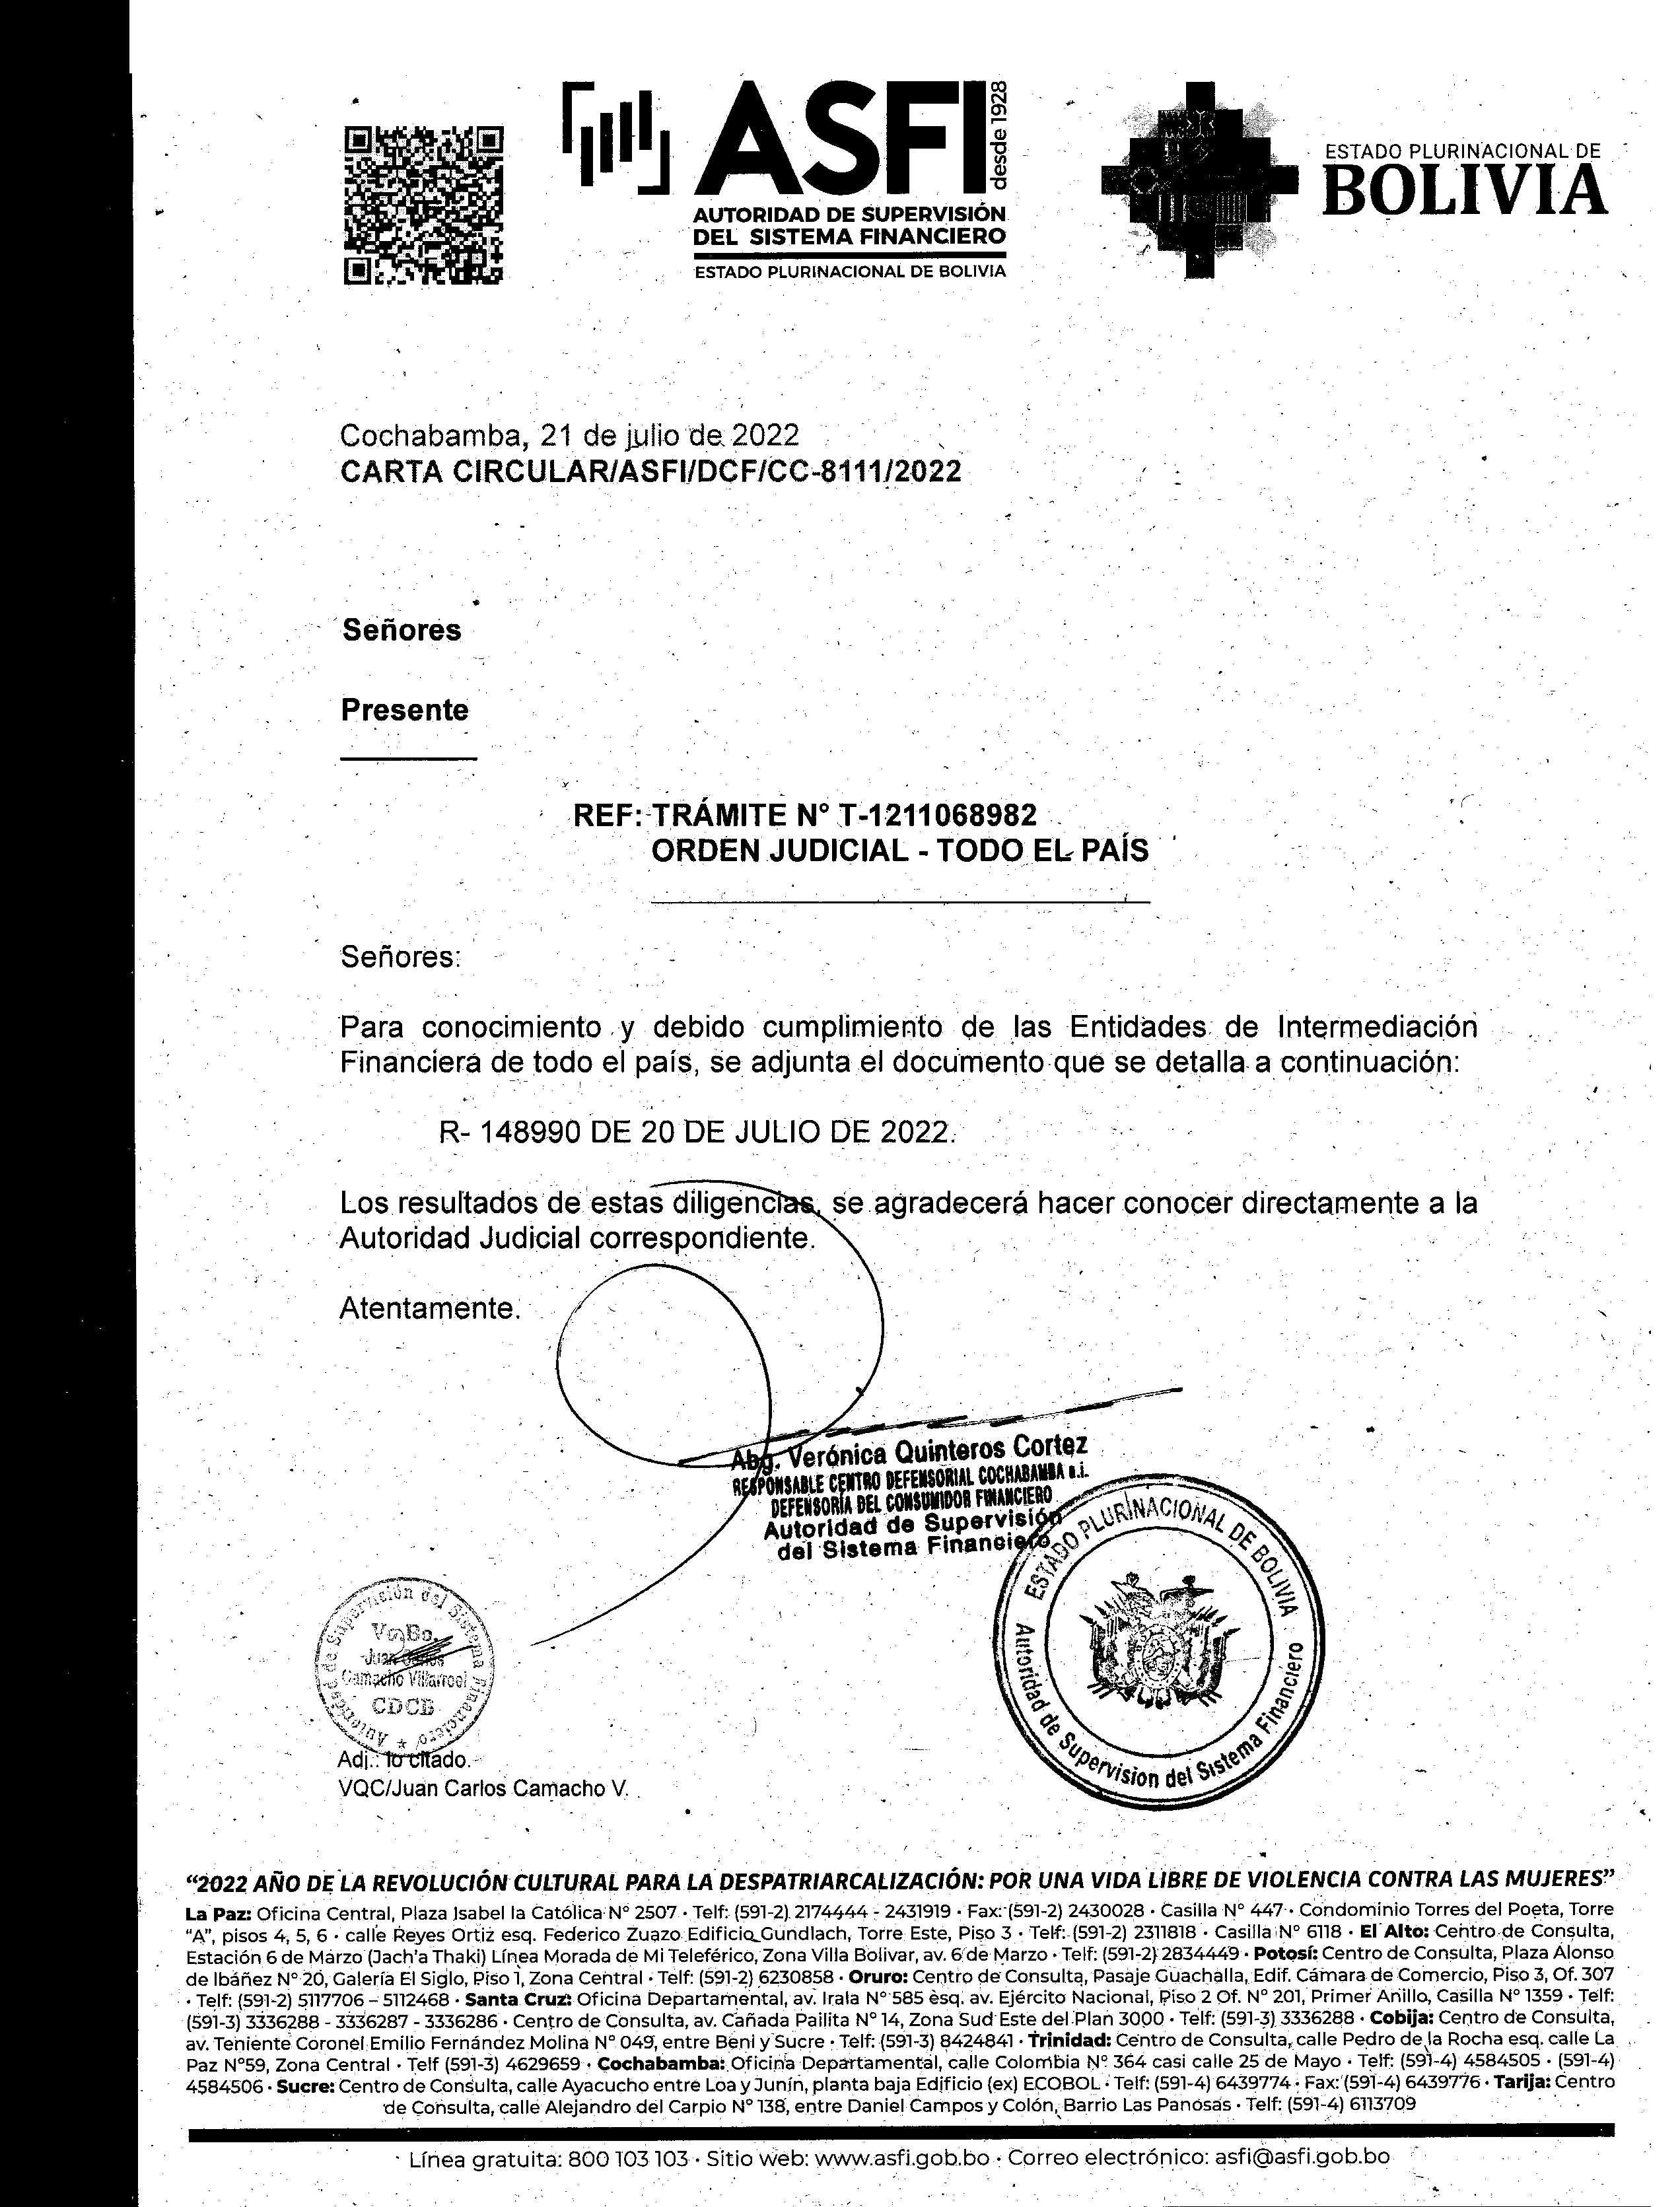 ASFI
desde 1928
AUTORIDAD DE SUPERVISIÓN
DEL SISTEMA FINANCIERO
ESTADO PLURINACIONAL DE BOLIVIA
ESTADO PLURINACIONAL DE
BOLIVIA
Cochabamba, 21 de julio de 2022
CARTA CIRCULAR/ASFI/DCF/CC-8111/2022
Señores
Presente
REF: TRÁMITE N° T-1211068982
ORDEN JUDICIAL - TODO EL PAÍS
Señores:
Para conocimiento y debido cumplimiento de las Entidades de Intermediación
Financiera de todo el país, se adjunta el documento que se detalla a continuación:
R- 148990 DE 20 DE JULIO DE 2022.
Los resultados de estas diligencias, se agradecerá hacer conocer directamente a la
Autoridad Judicial correspondiente.
Atentamente.
Abg. Verónica Quinteros Cortez
RESPONSABLE CENTRO DEFENSORIAL COCHABAMBA a.i.
DEFENSORÍA DEL CONSUMIDOR FINANCIERO
Autoridad de Supervisión
del Sistema Financiero
ESTADO PLURINACIONAL DE BOLIVIA
Autoridad de Supervision del Sistema Financiero
Autoridad de Supervisión del Sistema Financiero
VoBo.
Juan Carlos
Camacho Villarroel
CDCB
Adj.: lo citado.
VQC/Juan Carlos Camacho V.
“2022 AÑO DE LA REVOLUCIÓN CULTURAL PARA LA DESPATRIARCALIZACIÓN: POR UNA VIDA LIBRE DE VIOLENCIA CONTRA LAS MUJERES”
La Paz: Oficina Central, Plaza Isabel la Católica N° 2507 · Telf: (591-2) 2174444 - 2431919 · Fax: (591-2) 2430028 · Casilla N° 447 · Condominio Torres del Poeta, Torre
“A”, pisos 4, 5, 6 · calle Reyes Ortiz esq. Federico Zuazo Edificio Gundlach, Torre Este, Piso 3 · Telf: (591-2) 2311818 · Casilla N° 6118 · El Alto: Centro de Consulta,
Estación 6 de Marzo (Jach’a Thaki) Línea Morada de Mi Teleférico, Zona Villa Bolivar, av. 6 de Marzo · Telf: (591-2) 2834449 · Potosí: Centro de Consulta, Plaza Alonso
de Ibáñez N° 20, Galería El Siglo, Piso 1, Zona Central · Telf: (591-2) 6230858 · Oruro: Centro de Consulta, Pasaje Guachalla, Edif. Cámara de Comercio, Piso 3, Of. 307
· Telf: (591-2) 5117706 – 5112468 · Santa Cruz: Oficina Departamental, av. Irala N° 585 esq. av. Ejército Nacional, Piso 2 Of. N° 201, Primer Anillo, Casilla N° 1359 · Telf:
(591-3) 3336288 - 3336287 - 3336286 · Centro de Consulta, av. Cañada Pailita N° 14, Zona Sud Este del Plan 3000 · Telf: (591-3) 3336288 · Cobija: Centro de Consulta,
av. Teniente Coronel Emilio Fernández Molina N° 049, entre Beni y Sucre · Telf: (591-3) 8424841 · Trinidad: Centro de Consulta, calle Pedro de la Rocha esq. calle La
Paz N°59, Zona Central · Telf (591-3) 4629659 · Cochabamba: Oficina Departamental, calle Colombia N° 364 casi calle 25 de Mayo · Telf: (591-4) 4584505 · (591-4)
4584506 · Sucre: Centro de Consulta, calle Ayacucho entre Loa y Junín, planta baja Edificio (ex) ECOBOL · Telf: (591-4) 6439774 · Fax: (591-4) 6439776 · Tarija: Centro
de Consulta, calle Alejandro del Carpio N° 138, entre Daniel Campos y Colón, Barrio Las Panosas · Telf: (591-4) 6113709
Línea gratuita: 800 103 103 · Sitio web: www.asfi.gob.bo · Correo electrónico: asfi@asfi.gob.bo